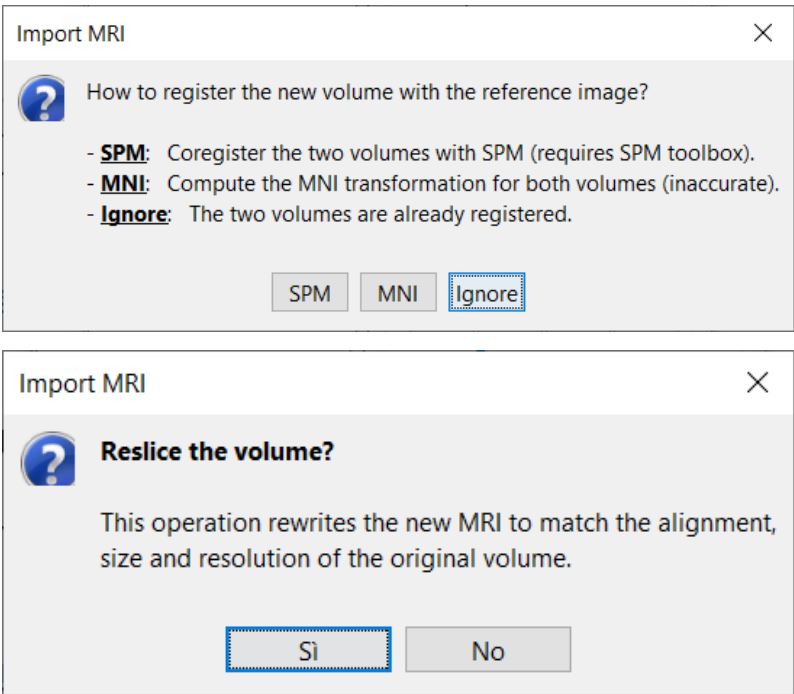 Import MRI
How to register the new volume with the reference image?
- SPM: Coregister the two volumes with SPM (requires SPM toolbox).
- MNI: Compute the MNI transformation for both volumes (inaccurate).
- Ignore: The two volumes are already registered.
SPM MNI Ignore
Import MRI
Reslice the volume?
This operation rewrites the new MRI to match the alignment,
size and resolution of the original volume.
Sì No